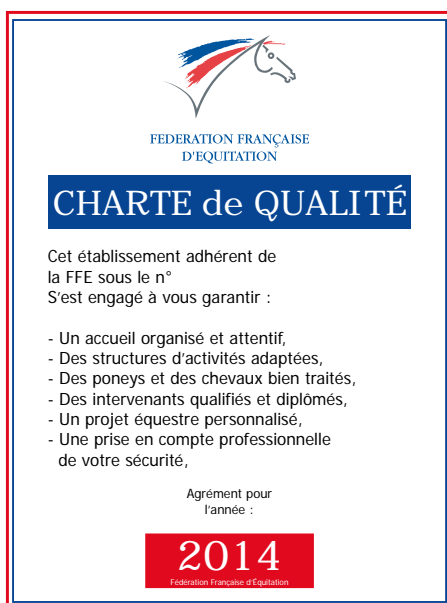 FEDERATION FRANÇAISE
D'EQUITATION
CHARTE de QUALITÉ
Cet établissement adhérent de
la FFE sous le n°
S'est engagé à vous garantir :
- Un accueil organisé et attentif,
- Des structures d'activités adaptées,
- Des poneys et des chevaux bien traités,
- Des intervenants qualifiés et diplômés,
- Un projet équestre personnalisé,
- Une prise en compte professionnelle
de votre sécurité,
Agrément pour
l'année :
2014
Fédération Française d'Équitation